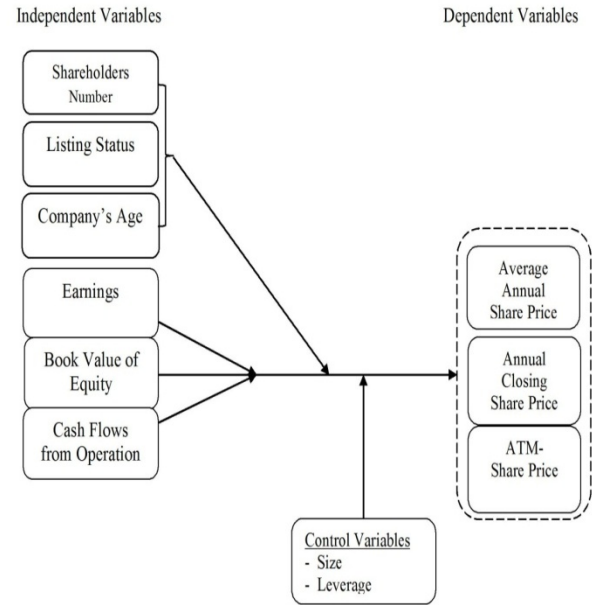 Independent Variables
Dependent Variables
Shareholders
Number
Listing Status
Company's Age
Earnings
Book Value of
Equity
Cash Flows
from Operation
Average
Annual
Share Price
Annual
Closing
Share Price
ATM-
Share Price
Control Variables
- Size
- Leverage